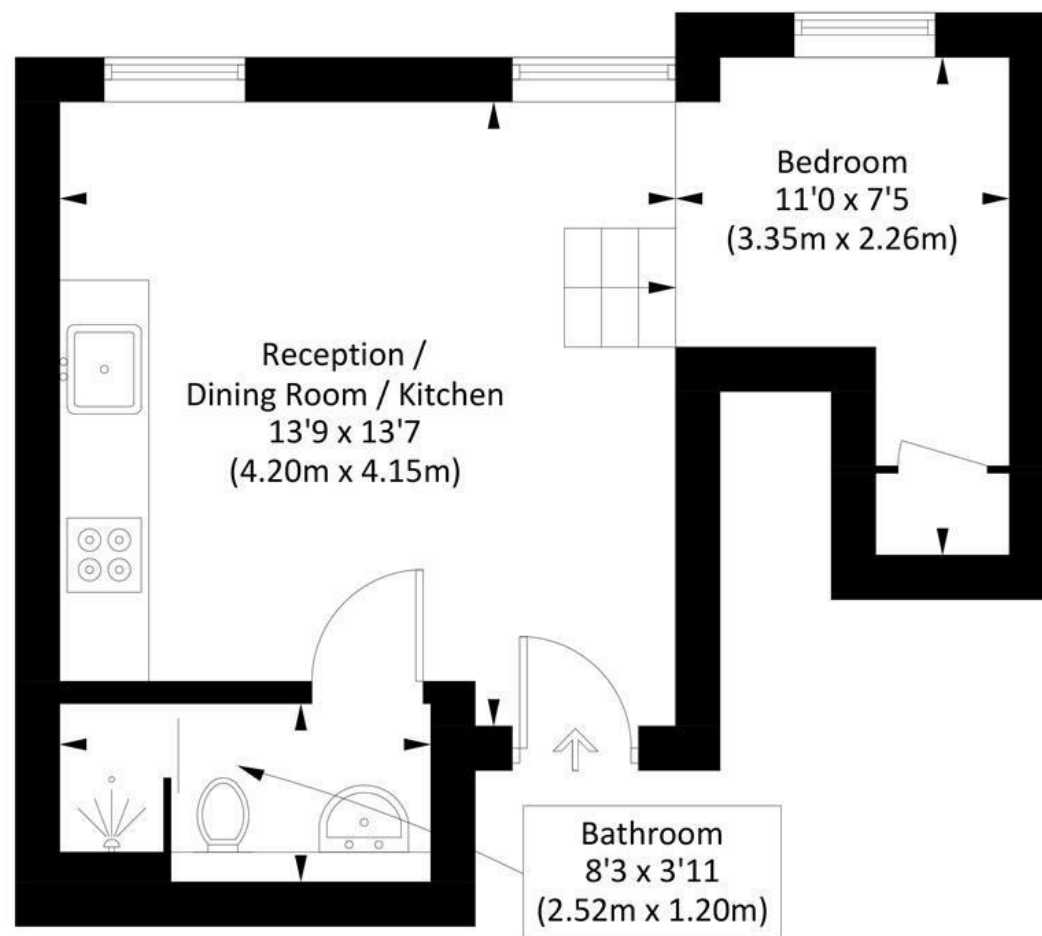 Bedroom
11'0 x 7'5
(3.35m x 2.26m)
Reception /
Dining Room / Kitchen
13'9 x 13'7
(4.20m x 4.15m)
Bathroom
8'3 x 3'11
(2.52m x 1.20m)